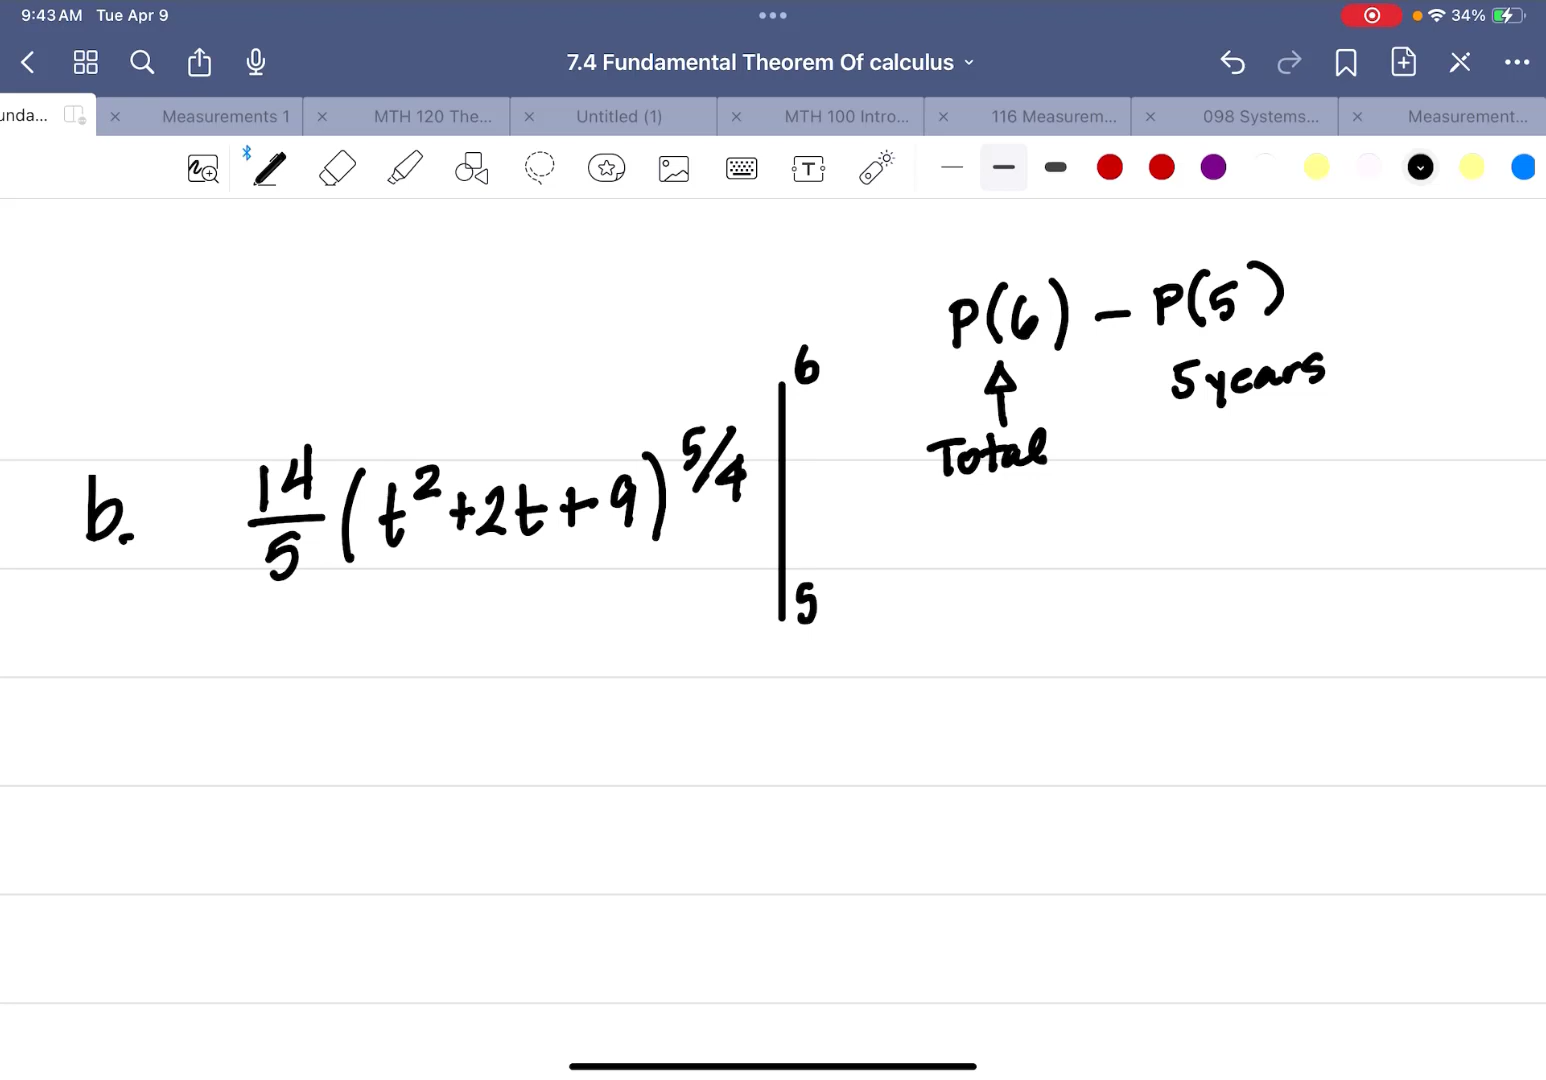 9:43 AM Tue Apr 9
34%
7.4 Fundamental Theorem Of calculus
unda... Measurements 1 MTH 120 The... Untitled (1) MTH 100 Intro... 116 Measurem... 098 Systems... Measurement...
P(6) - P(5)
5 years
Total
b. 14/5 (t² + 2t + 9)^5/4 | 6
5